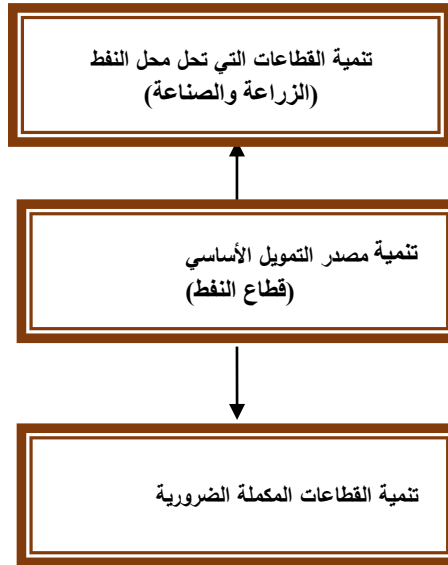 تنمية القطاعات التي تحل محل النفط
(الزراعة والصناعة)
تنمية مصدر التمويل الأساسي
(قطاع النفط)
تنمية القطاعات المكملة الضرورية